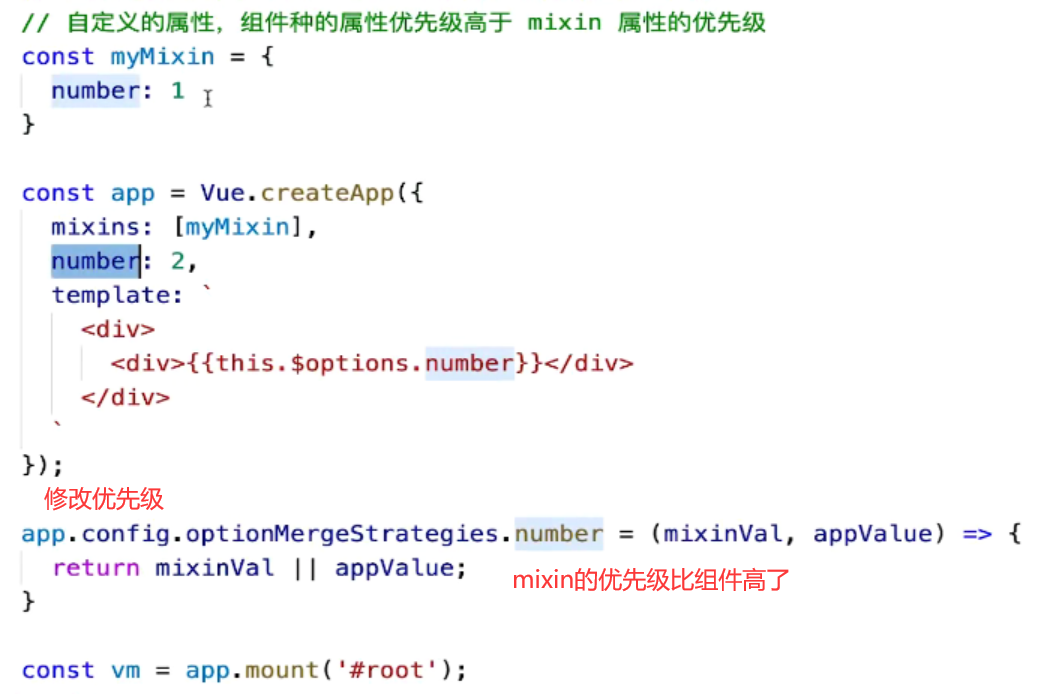 // 自定义的属性，组件种的属性优先级高于 mixin 属性的优先级
const myMixin = {
  number: 1
}
const app = Vue.createApp({
  mixins: [myMixin],
  number: 2,
  template: `
    <div>
      <div>{{this.$options.number}}</div>
    </div>
  `
});
修改优先级
app.config.optionMergeStrategies.number = (mixinVal, appValue) => {
  return mixinVal || appValue;
mixin的优先级比组件高了
}
const vm = app.mount('#root');